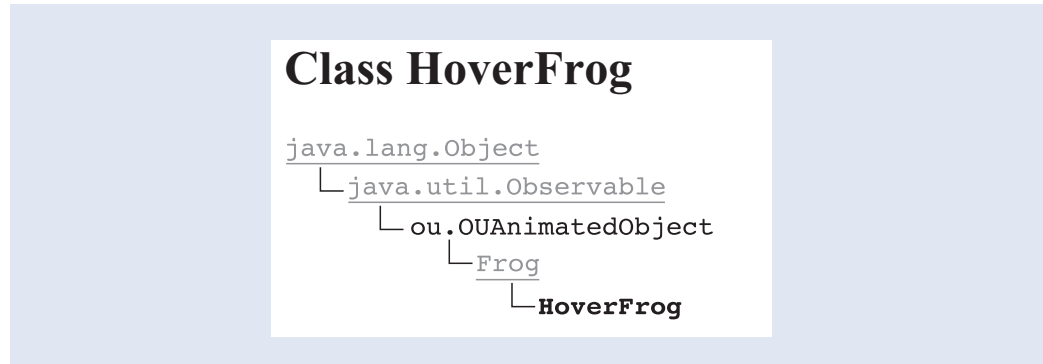 Class HoverFrog
java.lang.Object
java.util.Observable
ou.OUAnimatedObject
Frog
HoverFrog